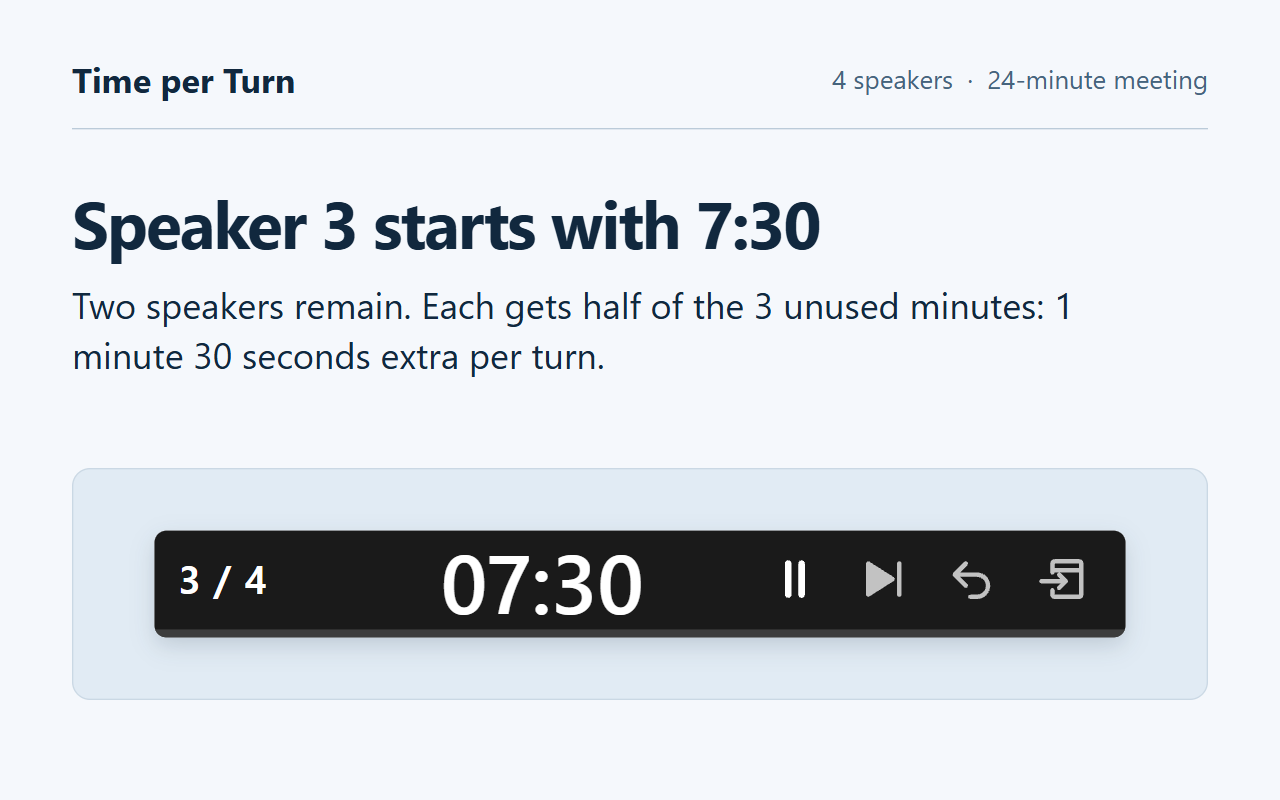 Time per Turn
4 speakers · 24-minute meeting
Speaker 3 starts with 7:30
Two speakers remain. Each gets half of the 3 unused minutes: 1
minute 30 seconds extra per turn.
3 / 4
07:30